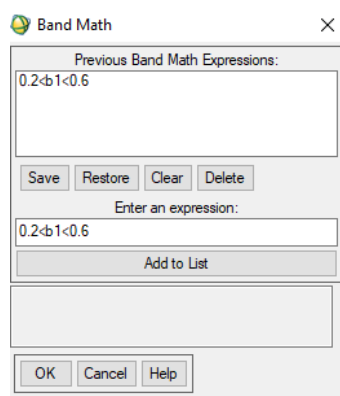 Band Math
Previous Band Math Expressions:
0.2<b1<0.6
Save Restore Clear Delete
Enter an expression:
0.2<b1<0.6
Add to List
OK Cancel Help